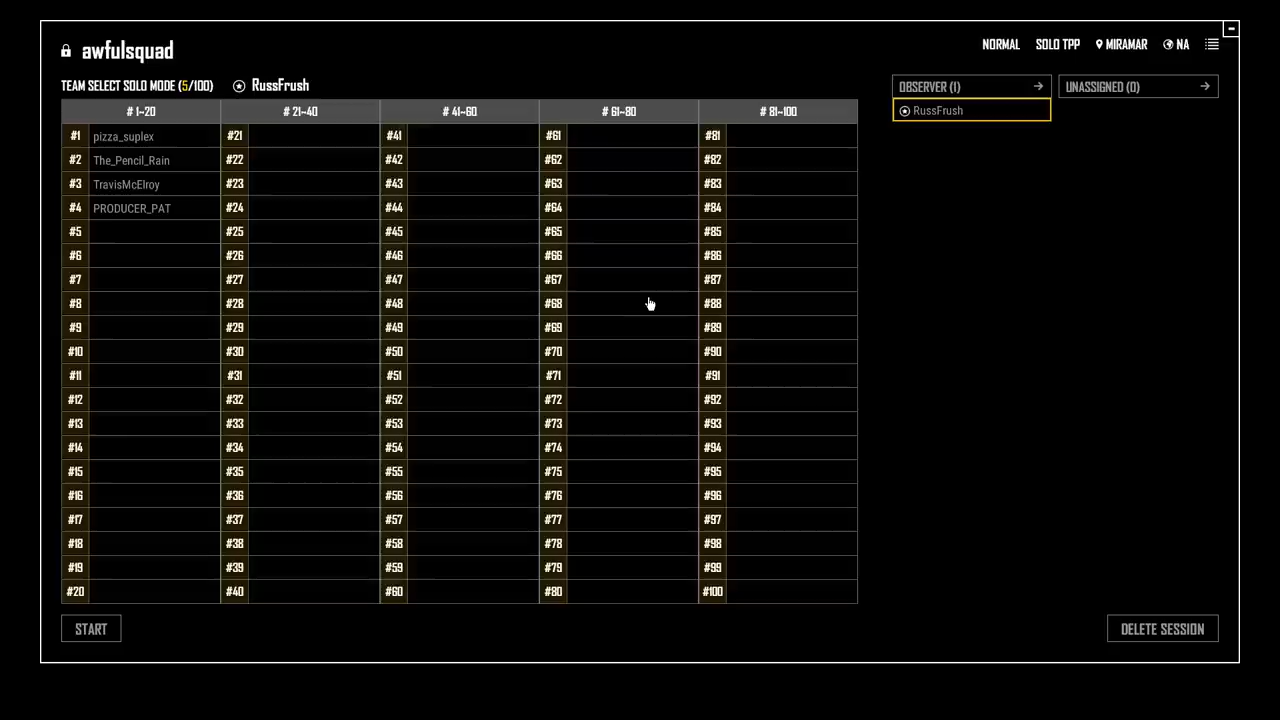 awfulsquad
NORMAL SOLO TPP MIRAMAR NA
TEAM SELECT SOLO MODE (5/100) RussFrush
OBSERVER (1) UNASSIGNED (0)
RussFrush
# 1~20 # 21~40 # 41~60 # 61~80 # 81~100
#1 pizza_suplex #21 #41 #61 #81
#2 The_Pencil_Rain #22 #42 #62 #82
#3 TravisMcElroy #23 #43 #63 #83
#4 PRODUCER_PAT #24 #44 #64 #84
#5 #25 #45 #65 #85
#6 #26 #46 #66 #86
#7 #27 #47 #67 #87
#8 #28 #48 #68 #88
#9 #29 #49 #69 #89
#10 #30 #50 #70 #90
#11 #31 #51 #71 #91
#12 #32 #52 #72 #92
#13 #33 #53 #73 #93
#14 #34 #54 #74 #94
#15 #35 #55 #75 #95
#16 #36 #56 #76 #96
#17 #37 #57 #77 #97
#18 #38 #58 #78 #98
#19 #39 #59 #79 #99
#20 #40 #60 #80 #100
START DELETE SESSION